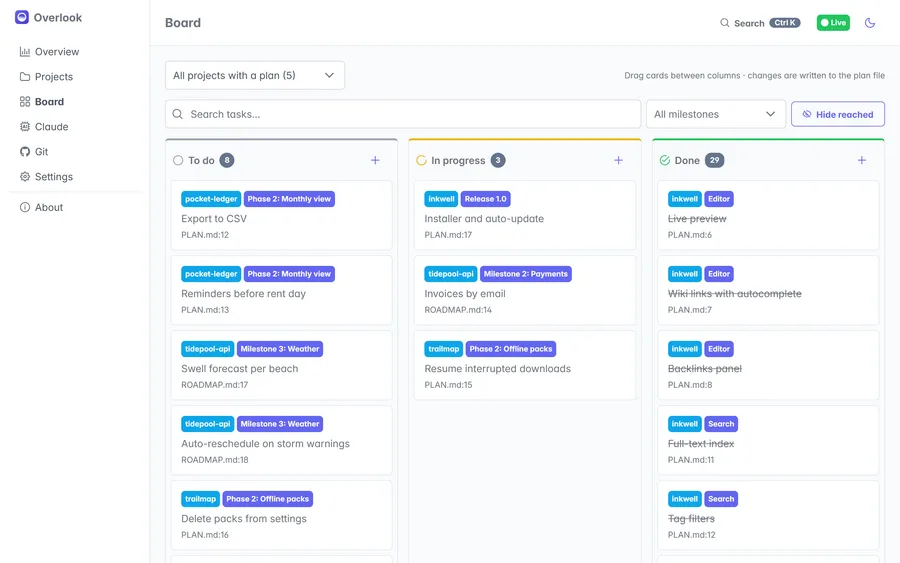 Overlook
Overview
Projects
Board
Claude
Git
Settings
About
Board
Search Ctrl K
Live
All projects with a plan (5)
Drag cards between columns · changes are written to the plan file
Search tasks...
All milestones
Hide reached
To do 8
pocket-ledger Phase 2: Monthly view
Export to CSV
PLAN.md:12
pocket-ledger Phase 2: Monthly view
Reminders before rent day
PLAN.md:13
tidepool-api Milestone 3: Weather
Swell forecast per beach
ROADMAP.md:17
tidepool-api Milestone 3: Weather
Auto-reschedule on storm warnings
ROADMAP.md:18
trailmap Phase 2: Offline packs
Delete packs from settings
PLAN.md:16
In progress 3
inkwell Release 1.0
Installer and auto-update
PLAN.md:17
tidepool-api Milestone 2: Payments
Invoices by email
ROADMAP.md:14
trailmap Phase 2: Offline packs
Resume interrupted downloads
PLAN.md:15
Done 29
inkwell Editor
Live preview
PLAN.md:6
inkwell Editor
Wiki links with autocomplete
PLAN.md:7
inkwell Editor
Backlinks panel
PLAN.md:8
inkwell Search
Full-text index
PLAN.md:11
inkwell Search
Tag filters
PLAN.md:12